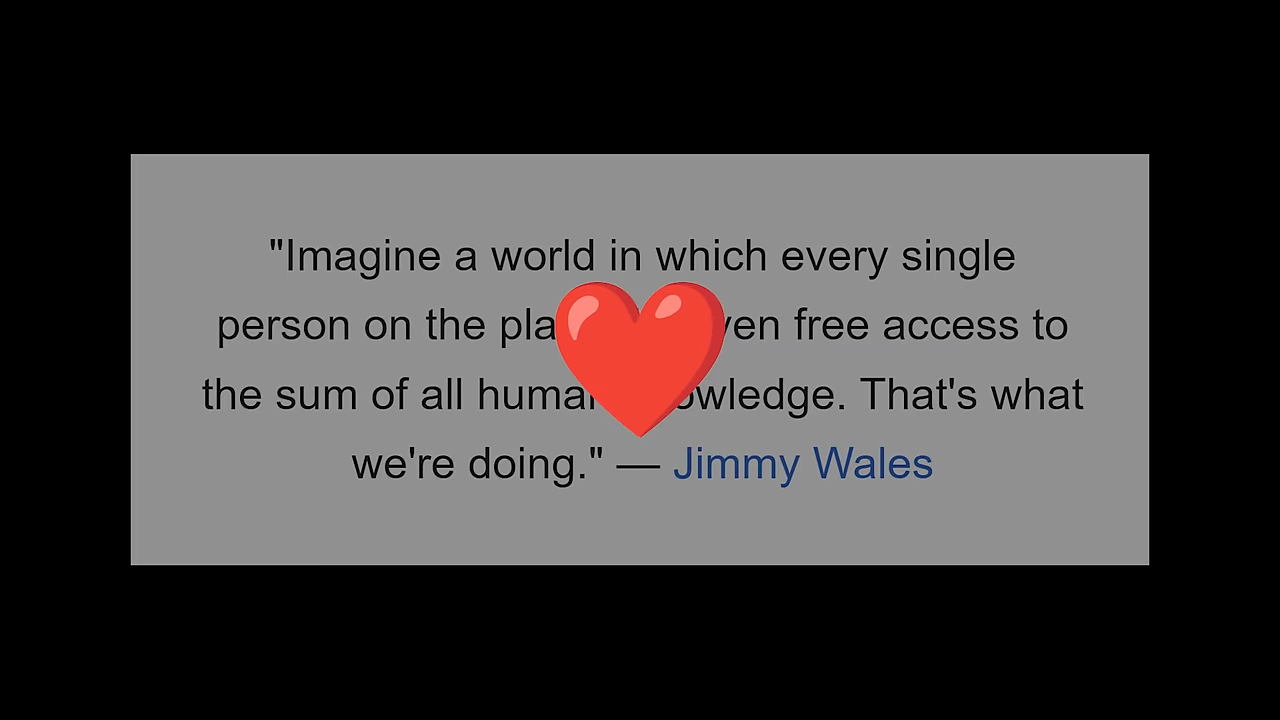 "Imagine a world in which every single
person on the free access to
the sum of all That's what
we're doing." — Jimmy Wales